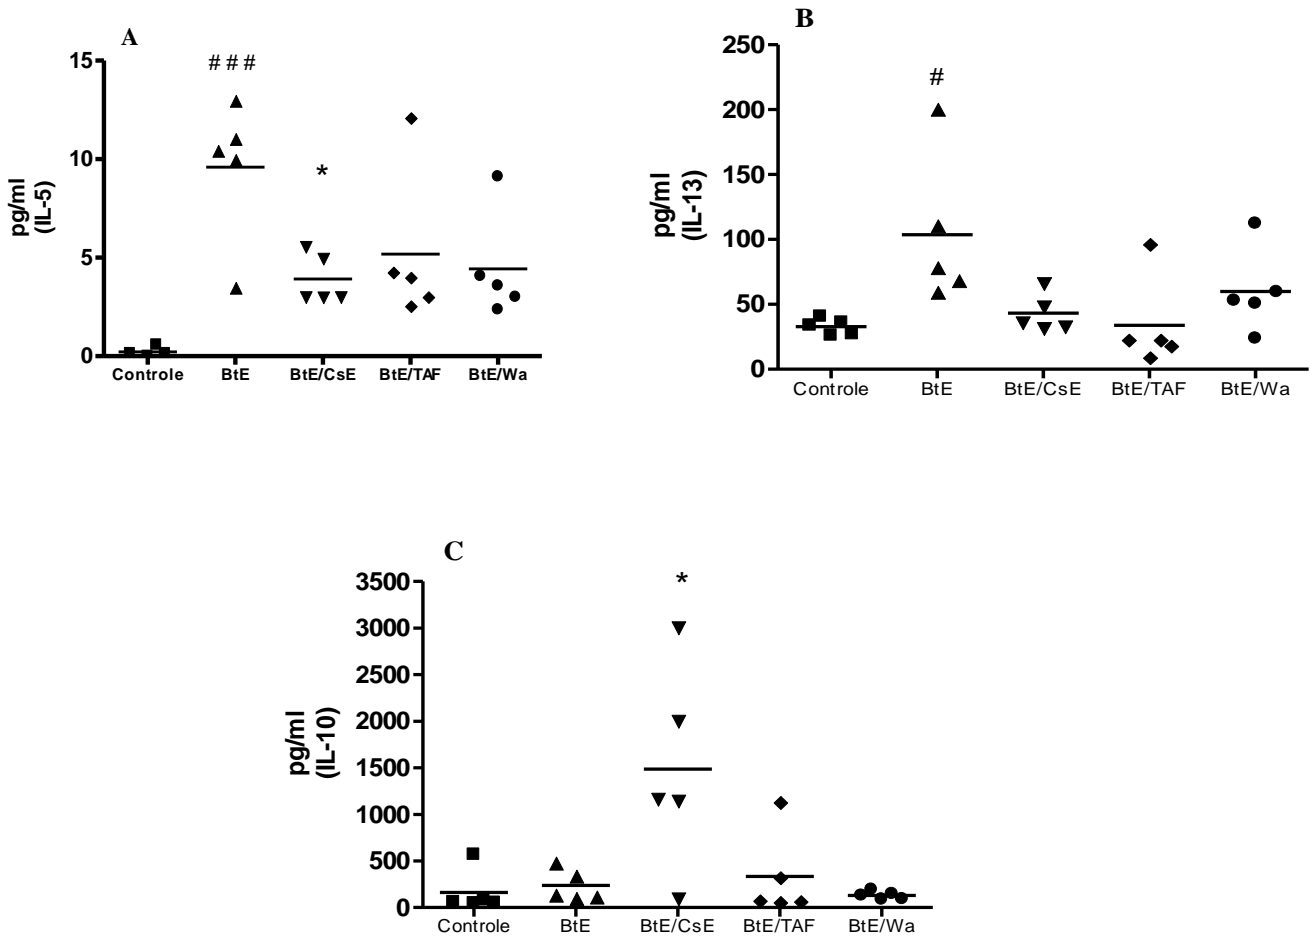 A
15
10
5
0
pg/ml
(IL-5)
# # #
*
Controle BtE BtE/CsE BtE/TAF BtE/Wa
B
250
200
150
100
50
0
pg/ml
(IL-13)
#
Controle BtE BtE/CsE BtE/TAF BtE/Wa
C
3500
3000
2500
2000
1500
1000
500
0
pg/ml
(IL-10)
*
Controle BtE BtE/CsE BtE/TAF BtE/Wa